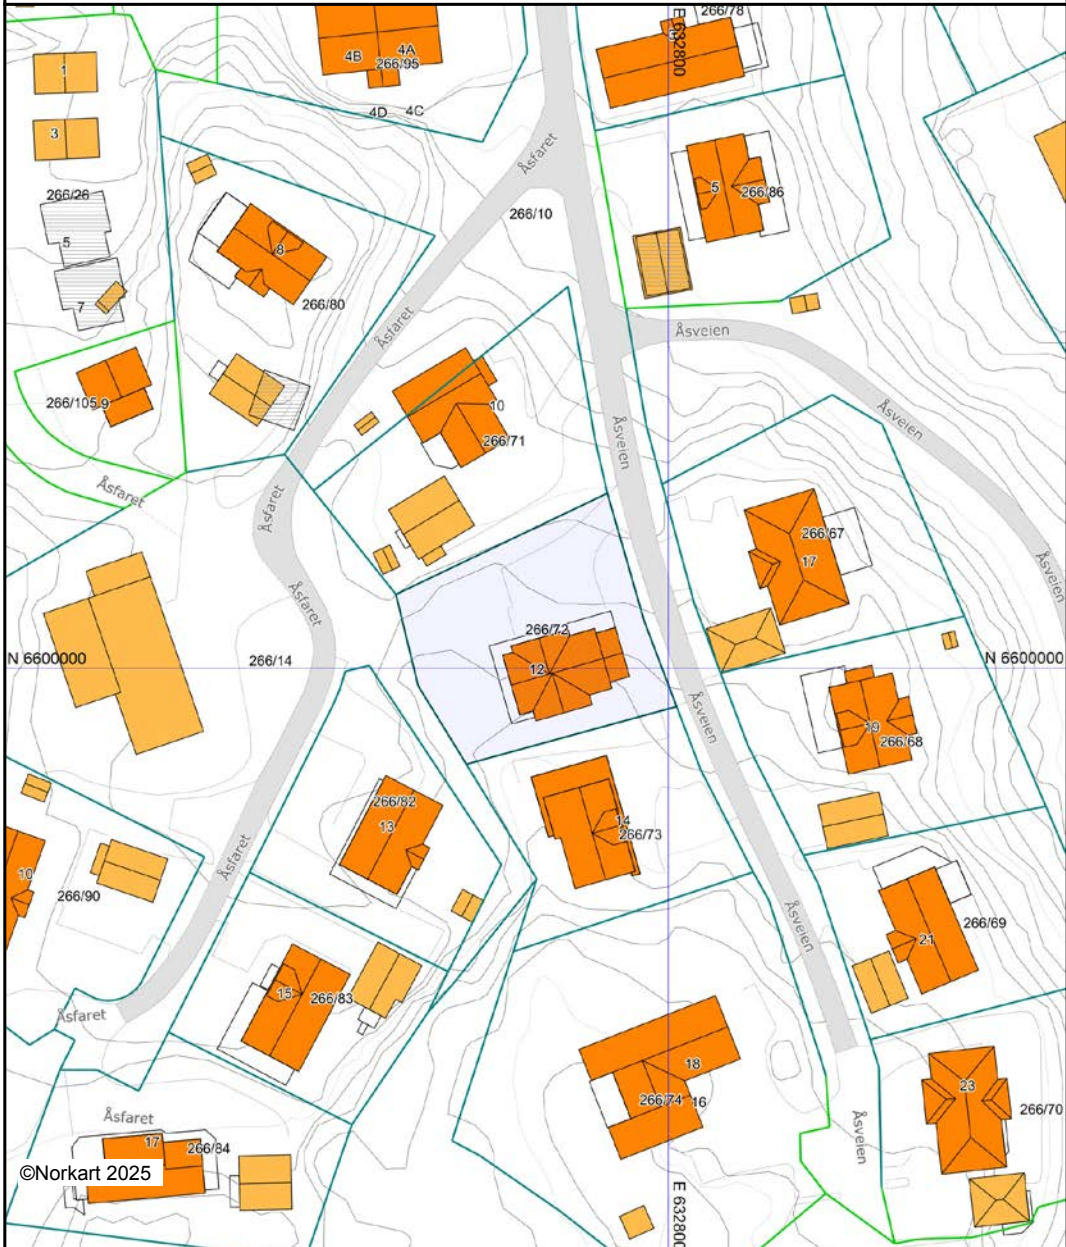 266/78
E 632800
3
1
4B
4A
266/95
4D
4C
3
Åsfaret
266/26
5
266/86
266/10
5
8
7
266/80
Åsfaret
Åsveien
266/105
9
10
266/71
Åsveien
Åsveien
Åsfaret
Åsfaret
266/67
17
Åsveien
Åsfaret
266/72
N 6600000
266/14
12
N 6600000
Åsveien
19
266/68
266/82
13
14
266/73
Åsfaret
10
266/90
Åsveien
266/69
21
15
266/83
Åsfaret
18
23
266/74
16
266/70
Åsfaret
Åsveien
17
266/84
©Norkart 2025
E 632800